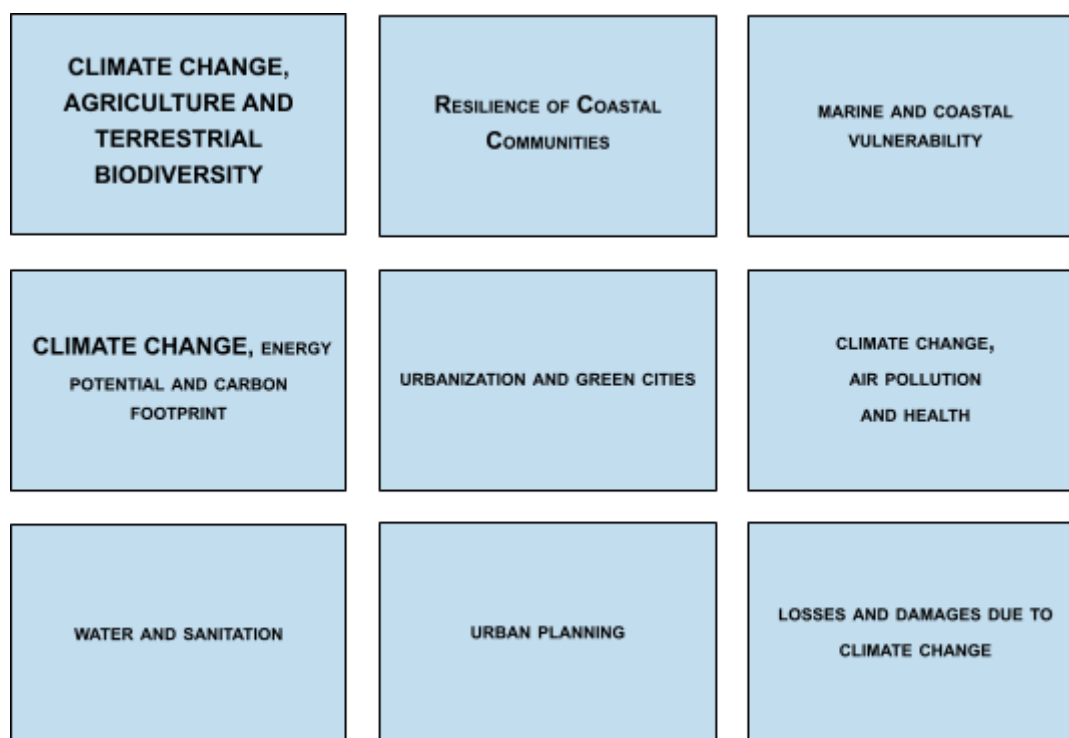 CLIMATE CHANGE,
AGRICULTURE AND
TERRESTRIAL
BIODIVERSITY
RESILIENCE OF COASTAL
COMMUNITIES
MARINE AND COASTAL
VULNERABILITY
CLIMATE CHANGE, ENERGY
POTENTIAL AND CARBON
FOOTPRINT
URBANIZATION AND GREEN CITIES
CLIMATE CHANGE,
AIR POLLUTION
AND HEALTH
WATER AND SANITATION
URBAN PLANNING
LOSSES AND DAMAGES DUE TO
CLIMATE CHANGE